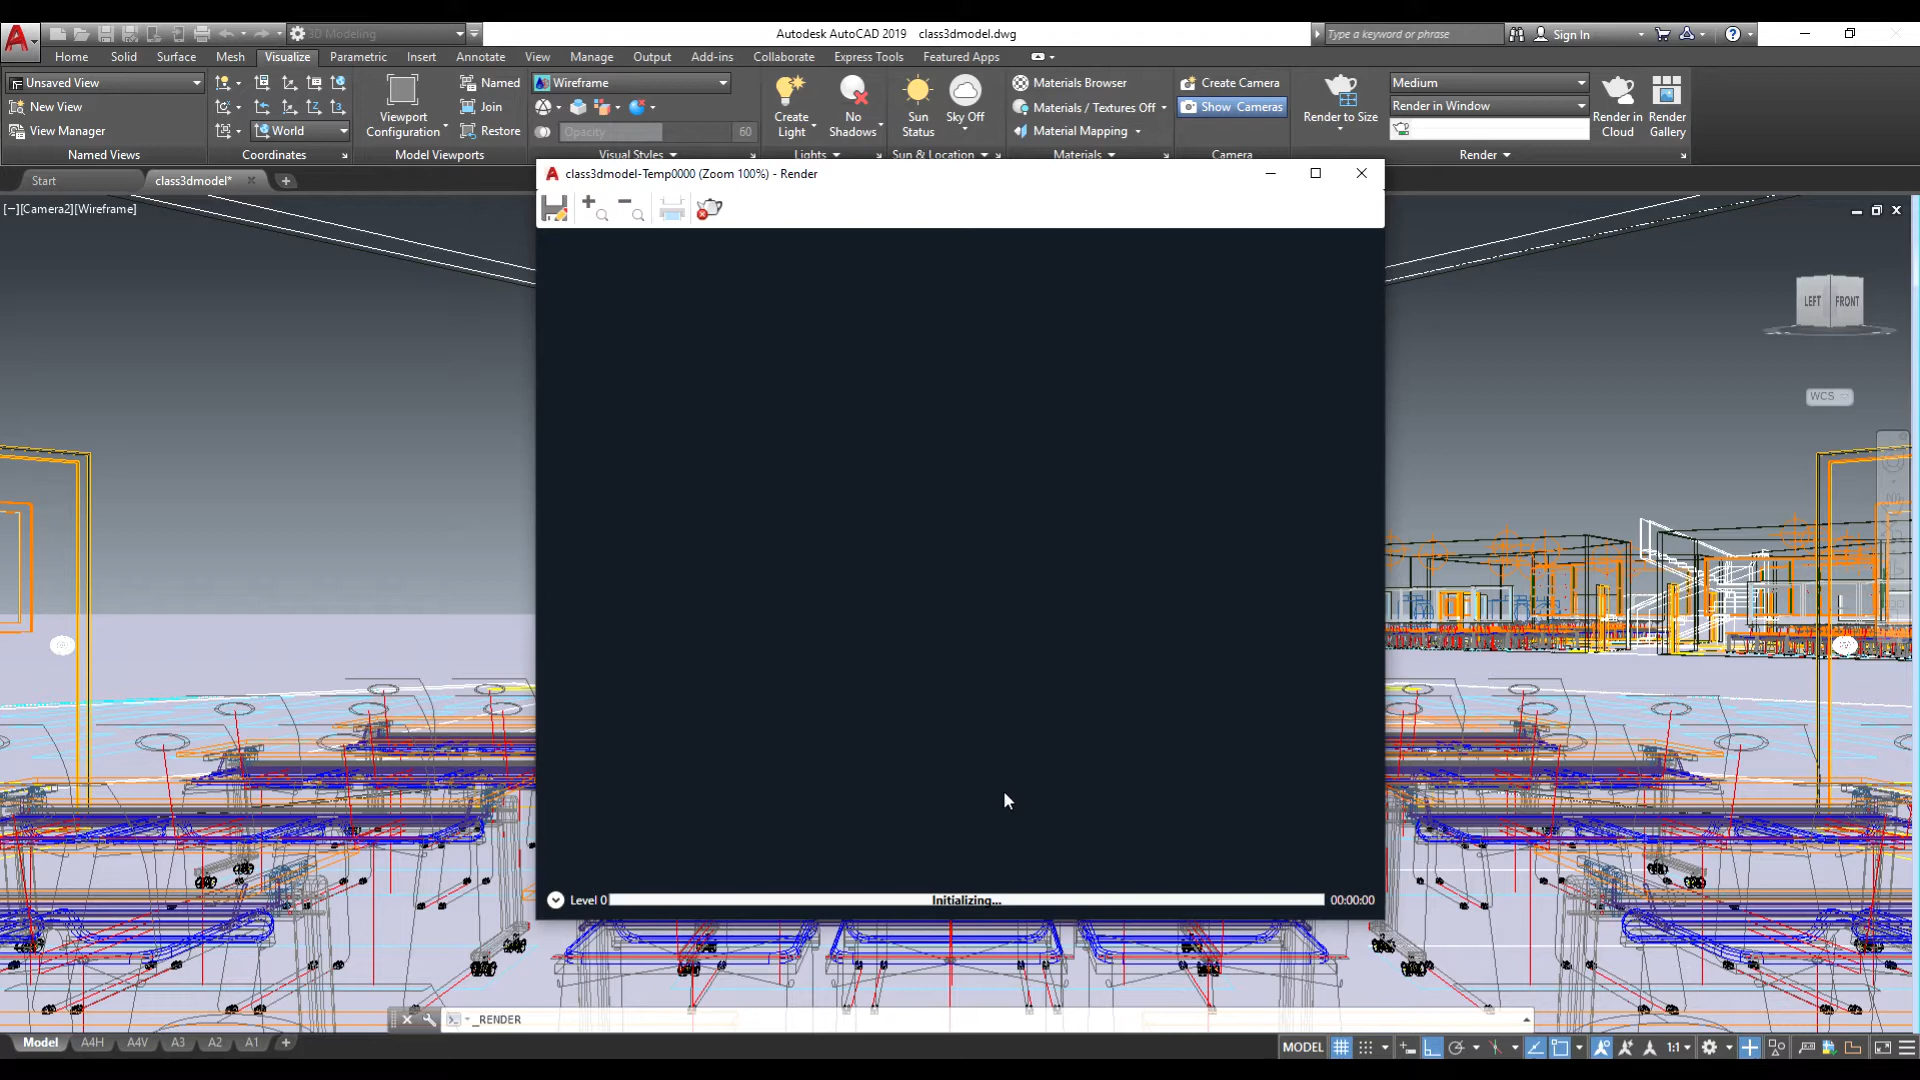 3D Modeling
Autodesk AutoCAD 2019 class3dmodel.dwg
Type a keyword or phrase
Sign In
Home Solid Surface Mesh Visualize Parametric Insert Annotate View Manage Output Add-ins Collaborate Express Tools Featured Apps
Unsaved View
New View
View Manager
Named Views
World
Coordinates
Viewport
Configuration
Named
Join
Restore
Model Viewports
Wireframe
Opacity 60
Visual Styles
Create
Light
No
Shadows
Lights
Sun
Status
Sky Off
Sun & Location
Materials Browser
Materials / Textures Off
Material Mapping
Materials
Create Camera
Show Cameras
Camera
Render to Size
Medium
Render in Window
Render in
Cloud
Render
Gallery
Render
Start
class3dmodel*
[−][Camera2][Wireframe]
class3dmodel-Temp0000 (Zoom 100%) - Render
LEFT FRONT
WCS
Level 0 Initializing... 00:00:00
_RENDER
Model A4H A4V A3 A2 A1
MODEL 1:1